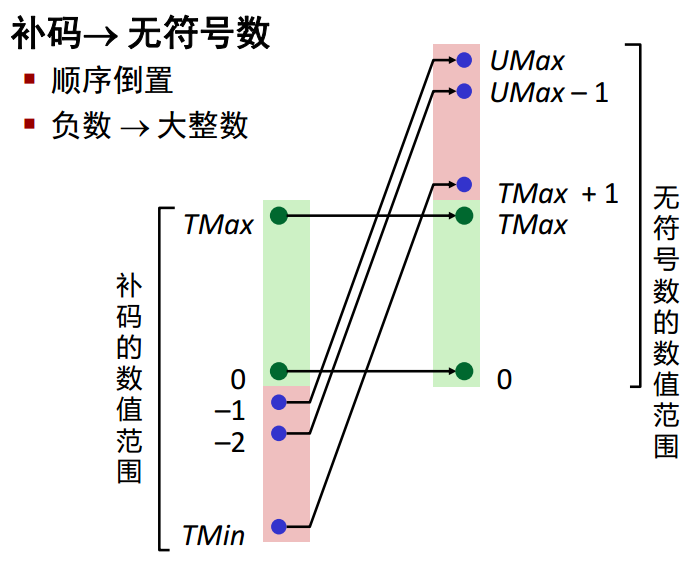 补码→ 无符号数
▪ 顺序倒置
▪ 负数 → 大整数
UMax
UMax – 1
TMax + 1
TMax
TMax
0
0
–1
–2
TMin
补码的数值范围
无符号数的数值范围